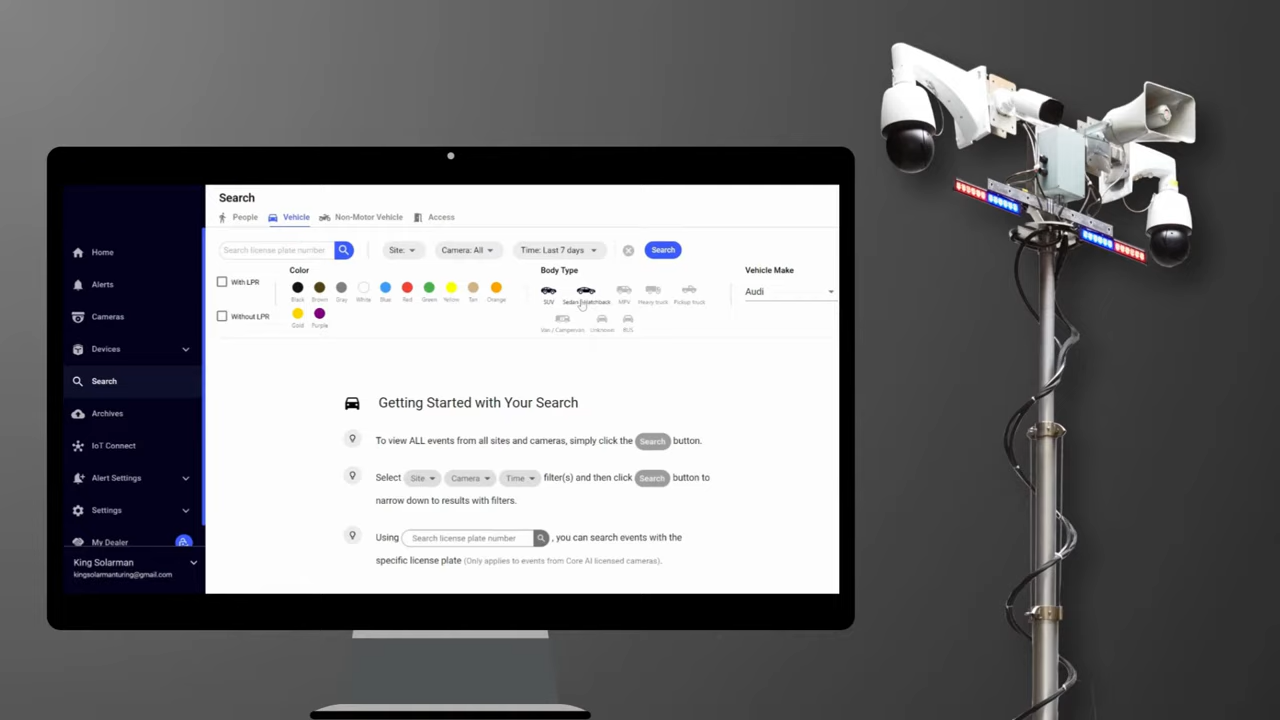 Search
People Vehicle Non-Motor Vehicle Access
Search license plate number Site: Camera: All Time: Last 7 days Search
Home
Alerts
Cameras
Devices
Search
Archives
IoT Connect
Alert Settings
Settings
My Dealer
King Solarman
kingsolarmanturing@gmail.com
With LPR
Without LPR
Color
Black Brown Gray White Blue Red Green Yellow Tan Orange
Gold Purple
Body Type
SUV Sedan/Hatchback MPV Heavy truck Pickup truck
Van / Campervan Unknown BUS
Vehicle Make
Audi
Getting Started with Your Search
To view ALL events from all sites and cameras, simply click the Search button.
Select Site Camera Time filter(s) and then click Search button to
narrow down to results with filters.
Using Search license plate number , you can search events with the
specific license plate (Only applies to events from Core AI licensed cameras).